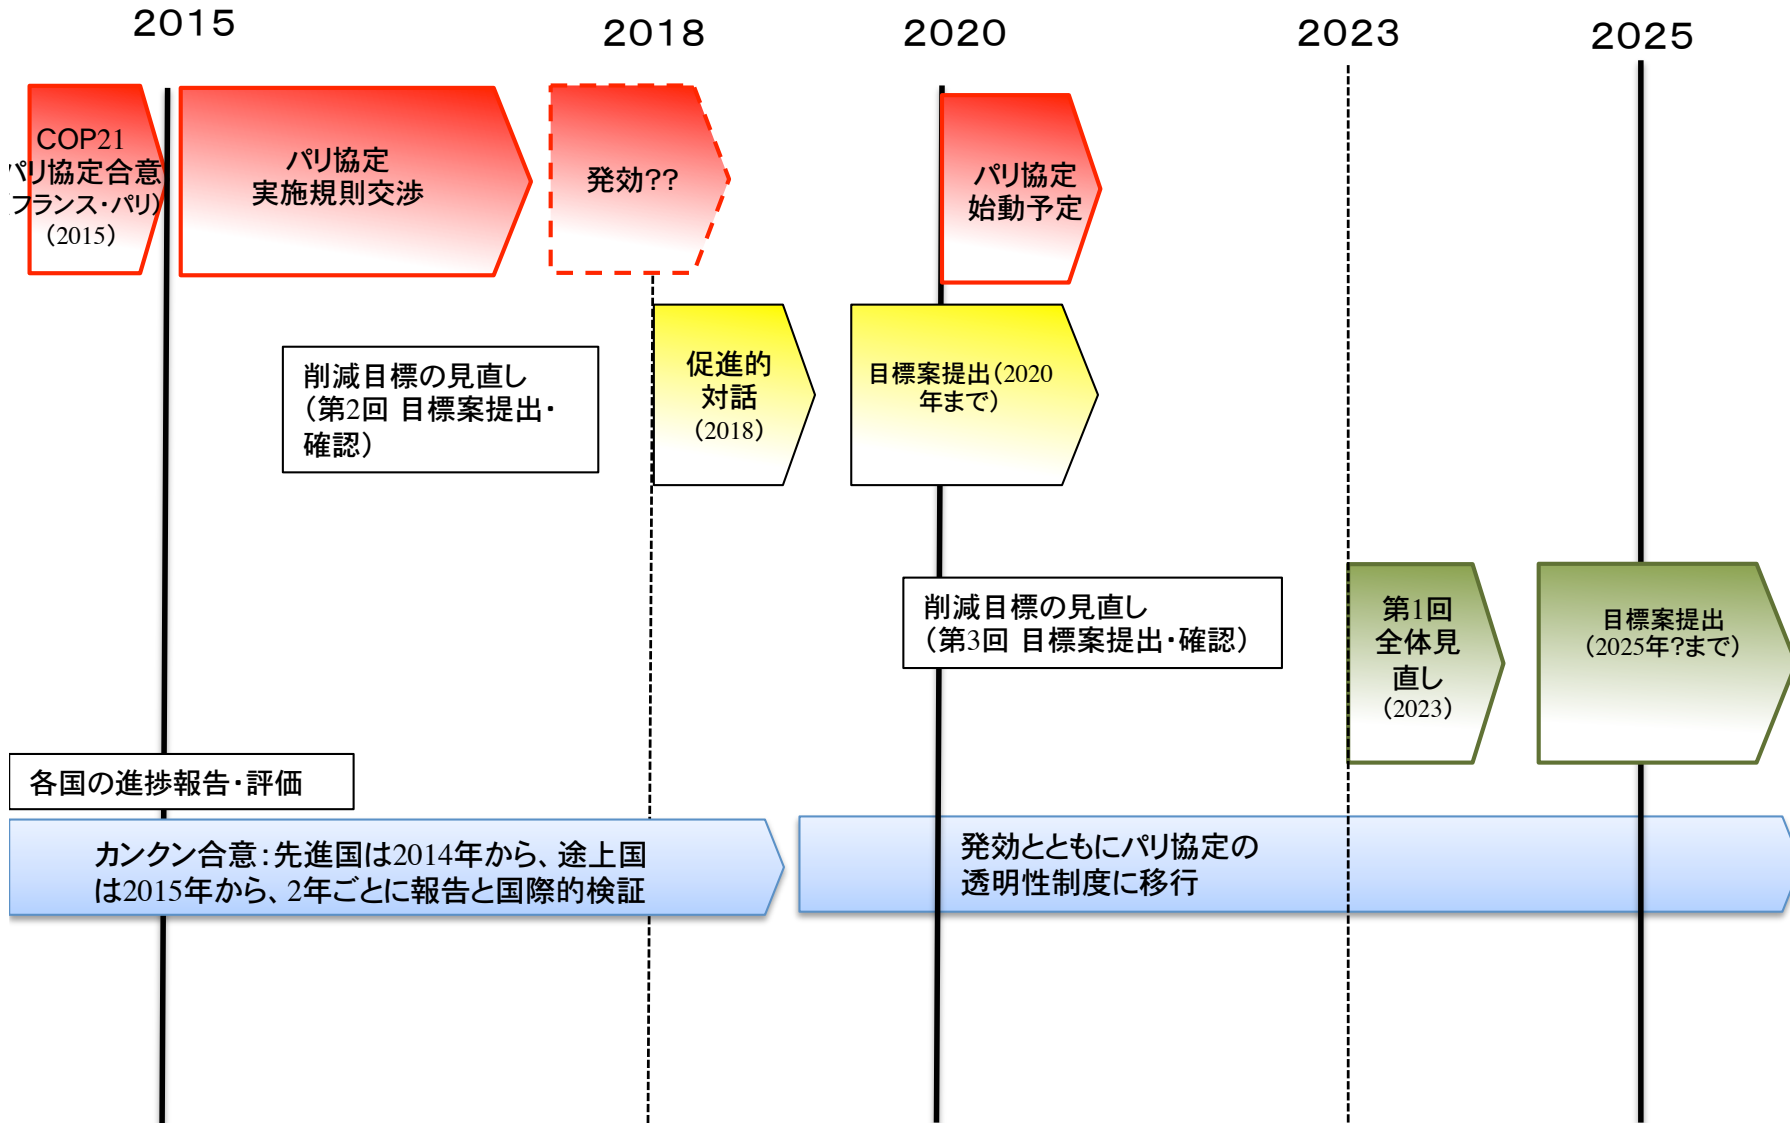 2015
2018
2020
2023
2025
COP21
パリ協定合意
(フランス・パリ)
(2015)
パリ協定
実施規則交渉
発効??
パリ協定
始動予定
削減目標の見直し
(第2回 目標案提出・
確認)
促進的
対話
(2018)
目標案提出(2020
年まで)
削減目標の見直し
(第3回 目標案提出・確認)
第1回
全体見
直し
(2023)
目標案提出
(2025年?まで)
各国の進捗報告・評価
カンクン合意:先進国は2014年から、途上国
は2015年から、2年ごとに報告と国際的検証
発効とともにパリ協定の
透明性制度に移行